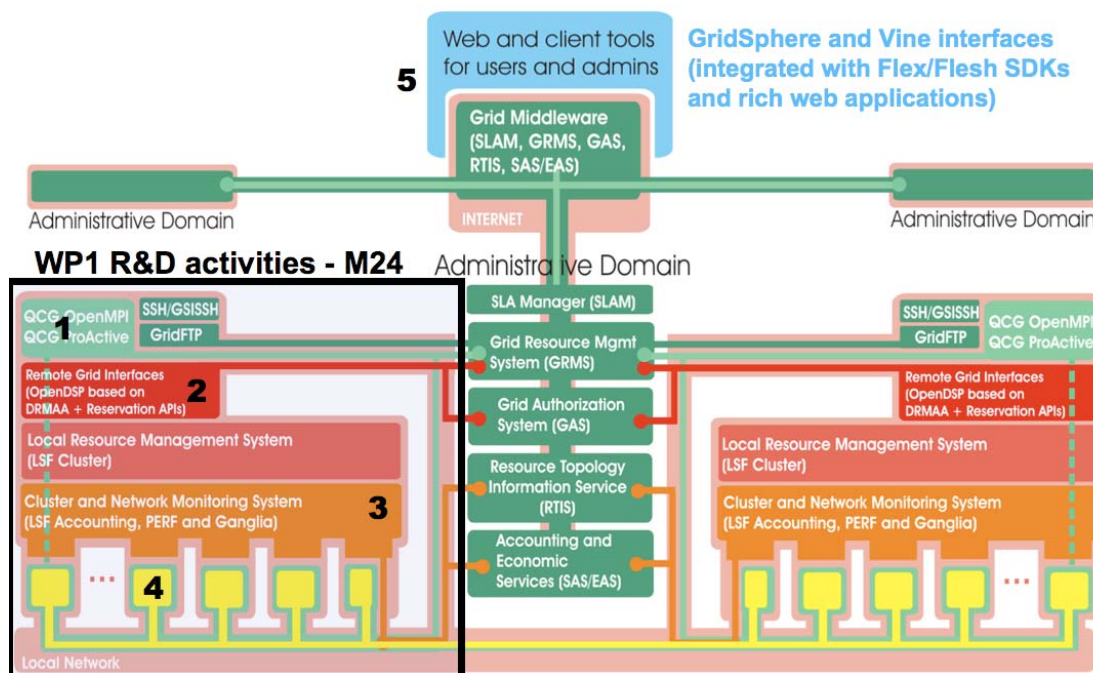 Web and client tools
for users and admins
GridSphere and Vine interfaces
(integrated with Flex/Flesh SDKs
and rich web applications)
5
Grid Middleware
(SLAM, GRMS, GAS,
RTIS, SAS/EAS)
INTERNET
Administrative Domain
Administrative Domain
WP1 R&D activities - M24
Administrative Domain
SLA Manager (SLAM)
QCG OpenMPI
QCG ProActive
1
SSH/GSISSH
GridFTP
Grid Resource Mgmt
System (GRMS)
SSH/GSISSH
GridFTP
QCG OpenMPI
QCG ProActive
Remote Grid Interfaces
(OpenDSP based on
DRMAA + Reservation APIs)
2
Grid Authorization
System (GAS)
Remote Grid Interfaces
(OpenDSP based on
DRMAA + Reservation APIs)
Local Resource Management System
(LSF Cluster)
Resource Topology
Information Service
(RTIS)
Local Resource Management System
(LSF Cluster)
Cluster and Network Monitoring System
(LSF Accounting, PERF and Ganglia)
3
Accounting and
Economic
Services (SAS/EAS)
Cluster and Network Monitoring System
(LSF Accounting, PERF and Ganglia)
...
4
...
Local Network